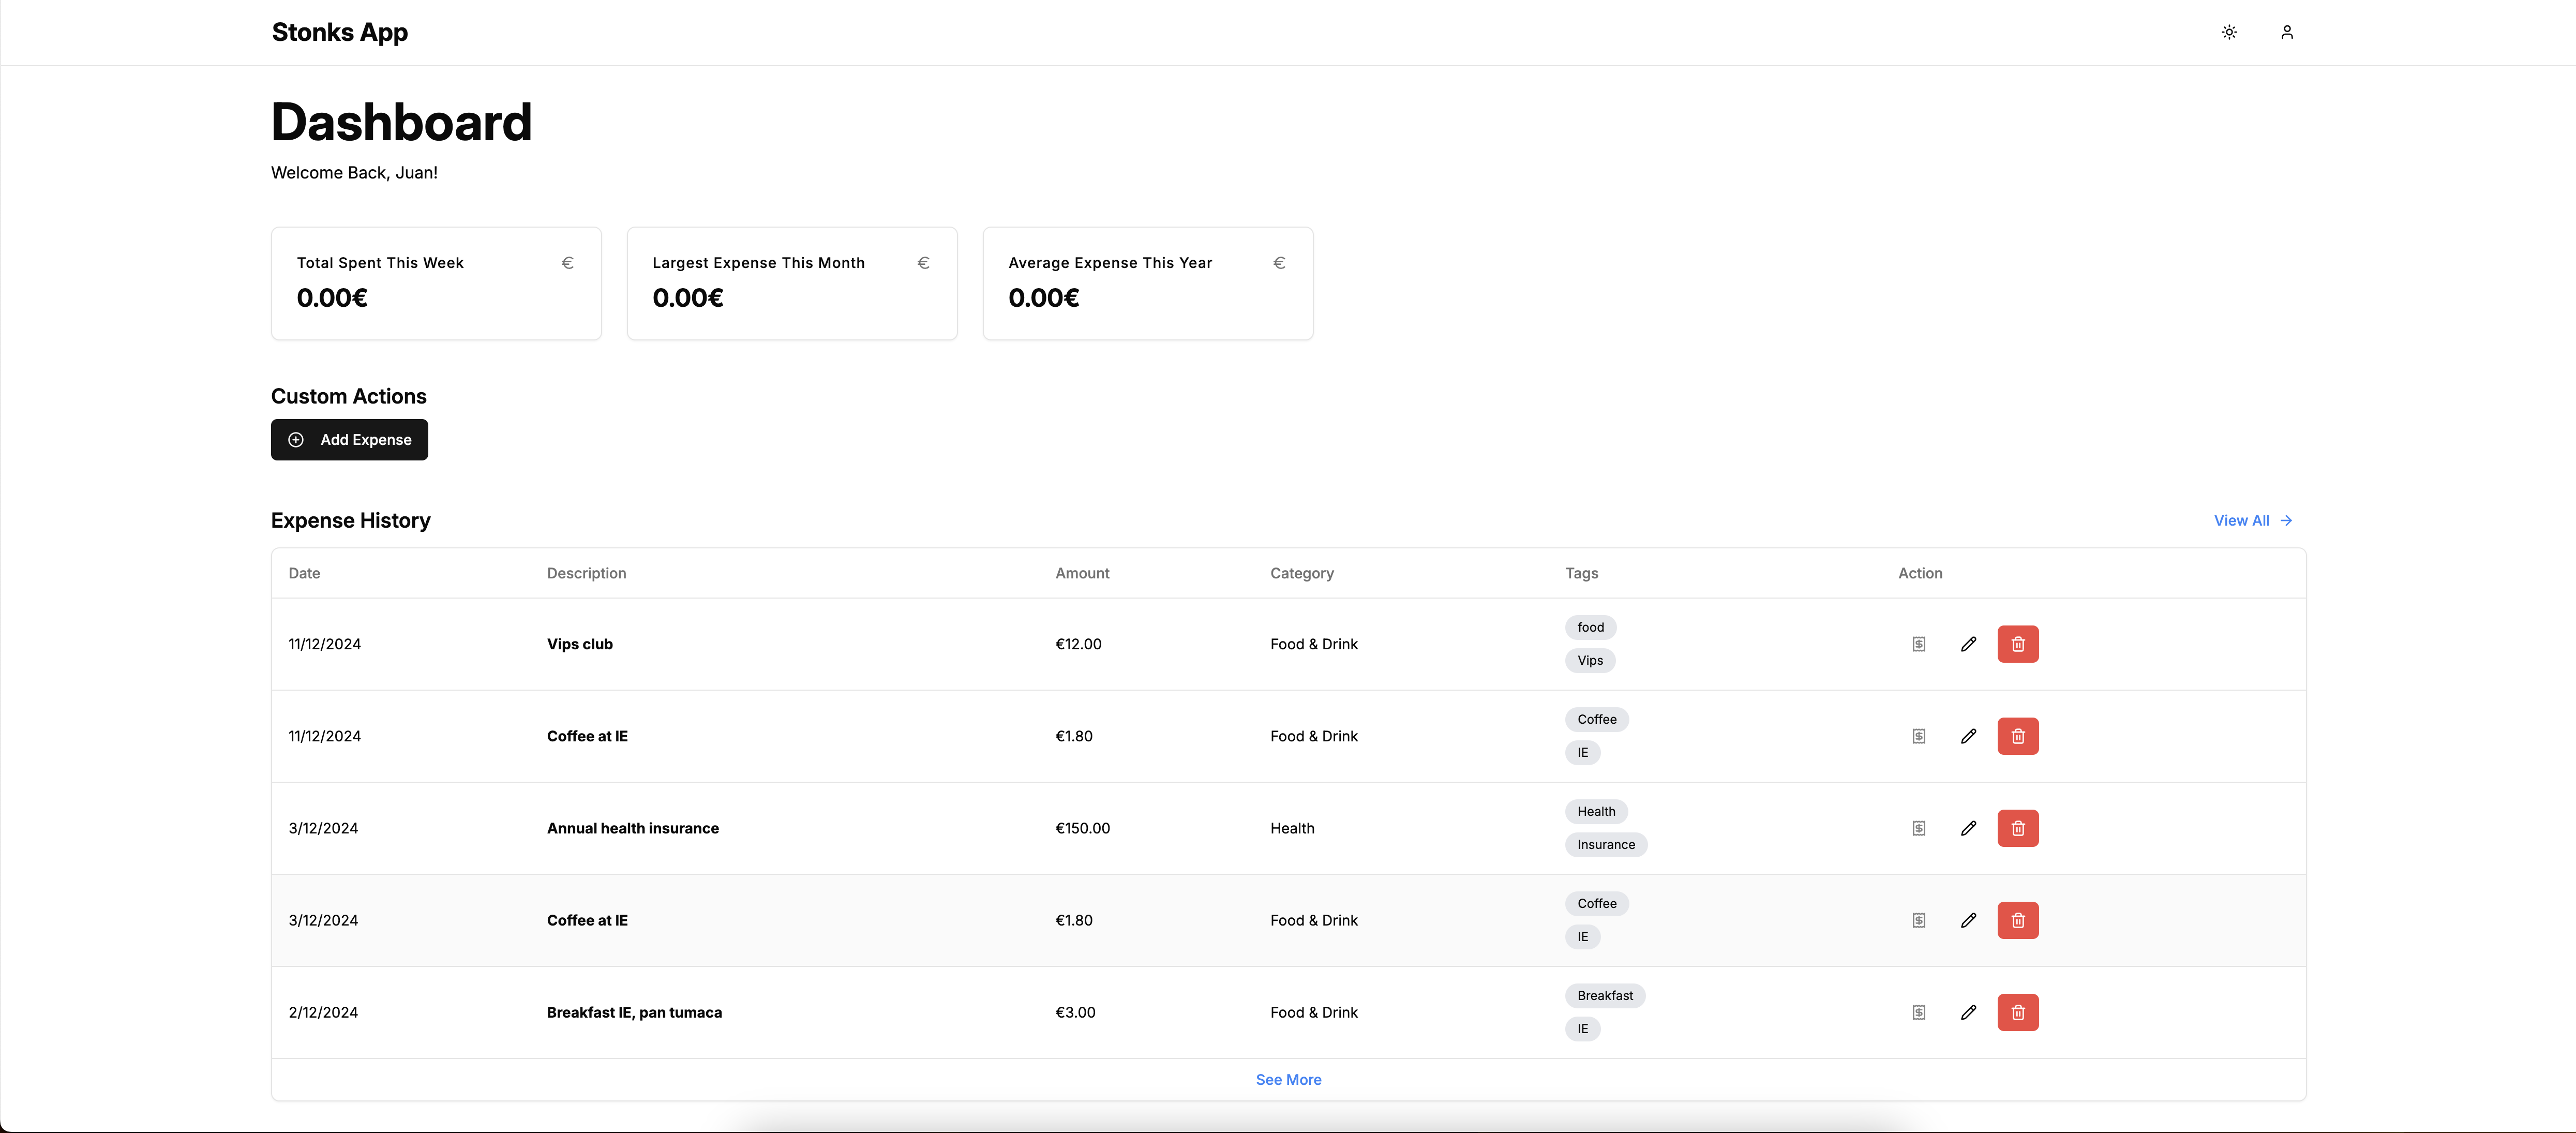 Stonks App
Dashboard
Welcome Back, Juan!
Total Spent This Week €
0.00€
Largest Expense This Month €
0.00€
Average Expense This Year €
0.00€
Custom Actions
Add Expense
Expense History
View All
Date Description Amount Category Tags Action
11/12/2024 Vips club €12.00 Food & Drink food Vips
11/12/2024 Coffee at IE €1.80 Food & Drink Coffee IE
3/12/2024 Annual health insurance €150.00 Health Health Insurance
3/12/2024 Coffee at IE €1.80 Food & Drink Coffee IE
2/12/2024 Breakfast IE, pan tumaca €3.00 Food & Drink Breakfast IE
See More